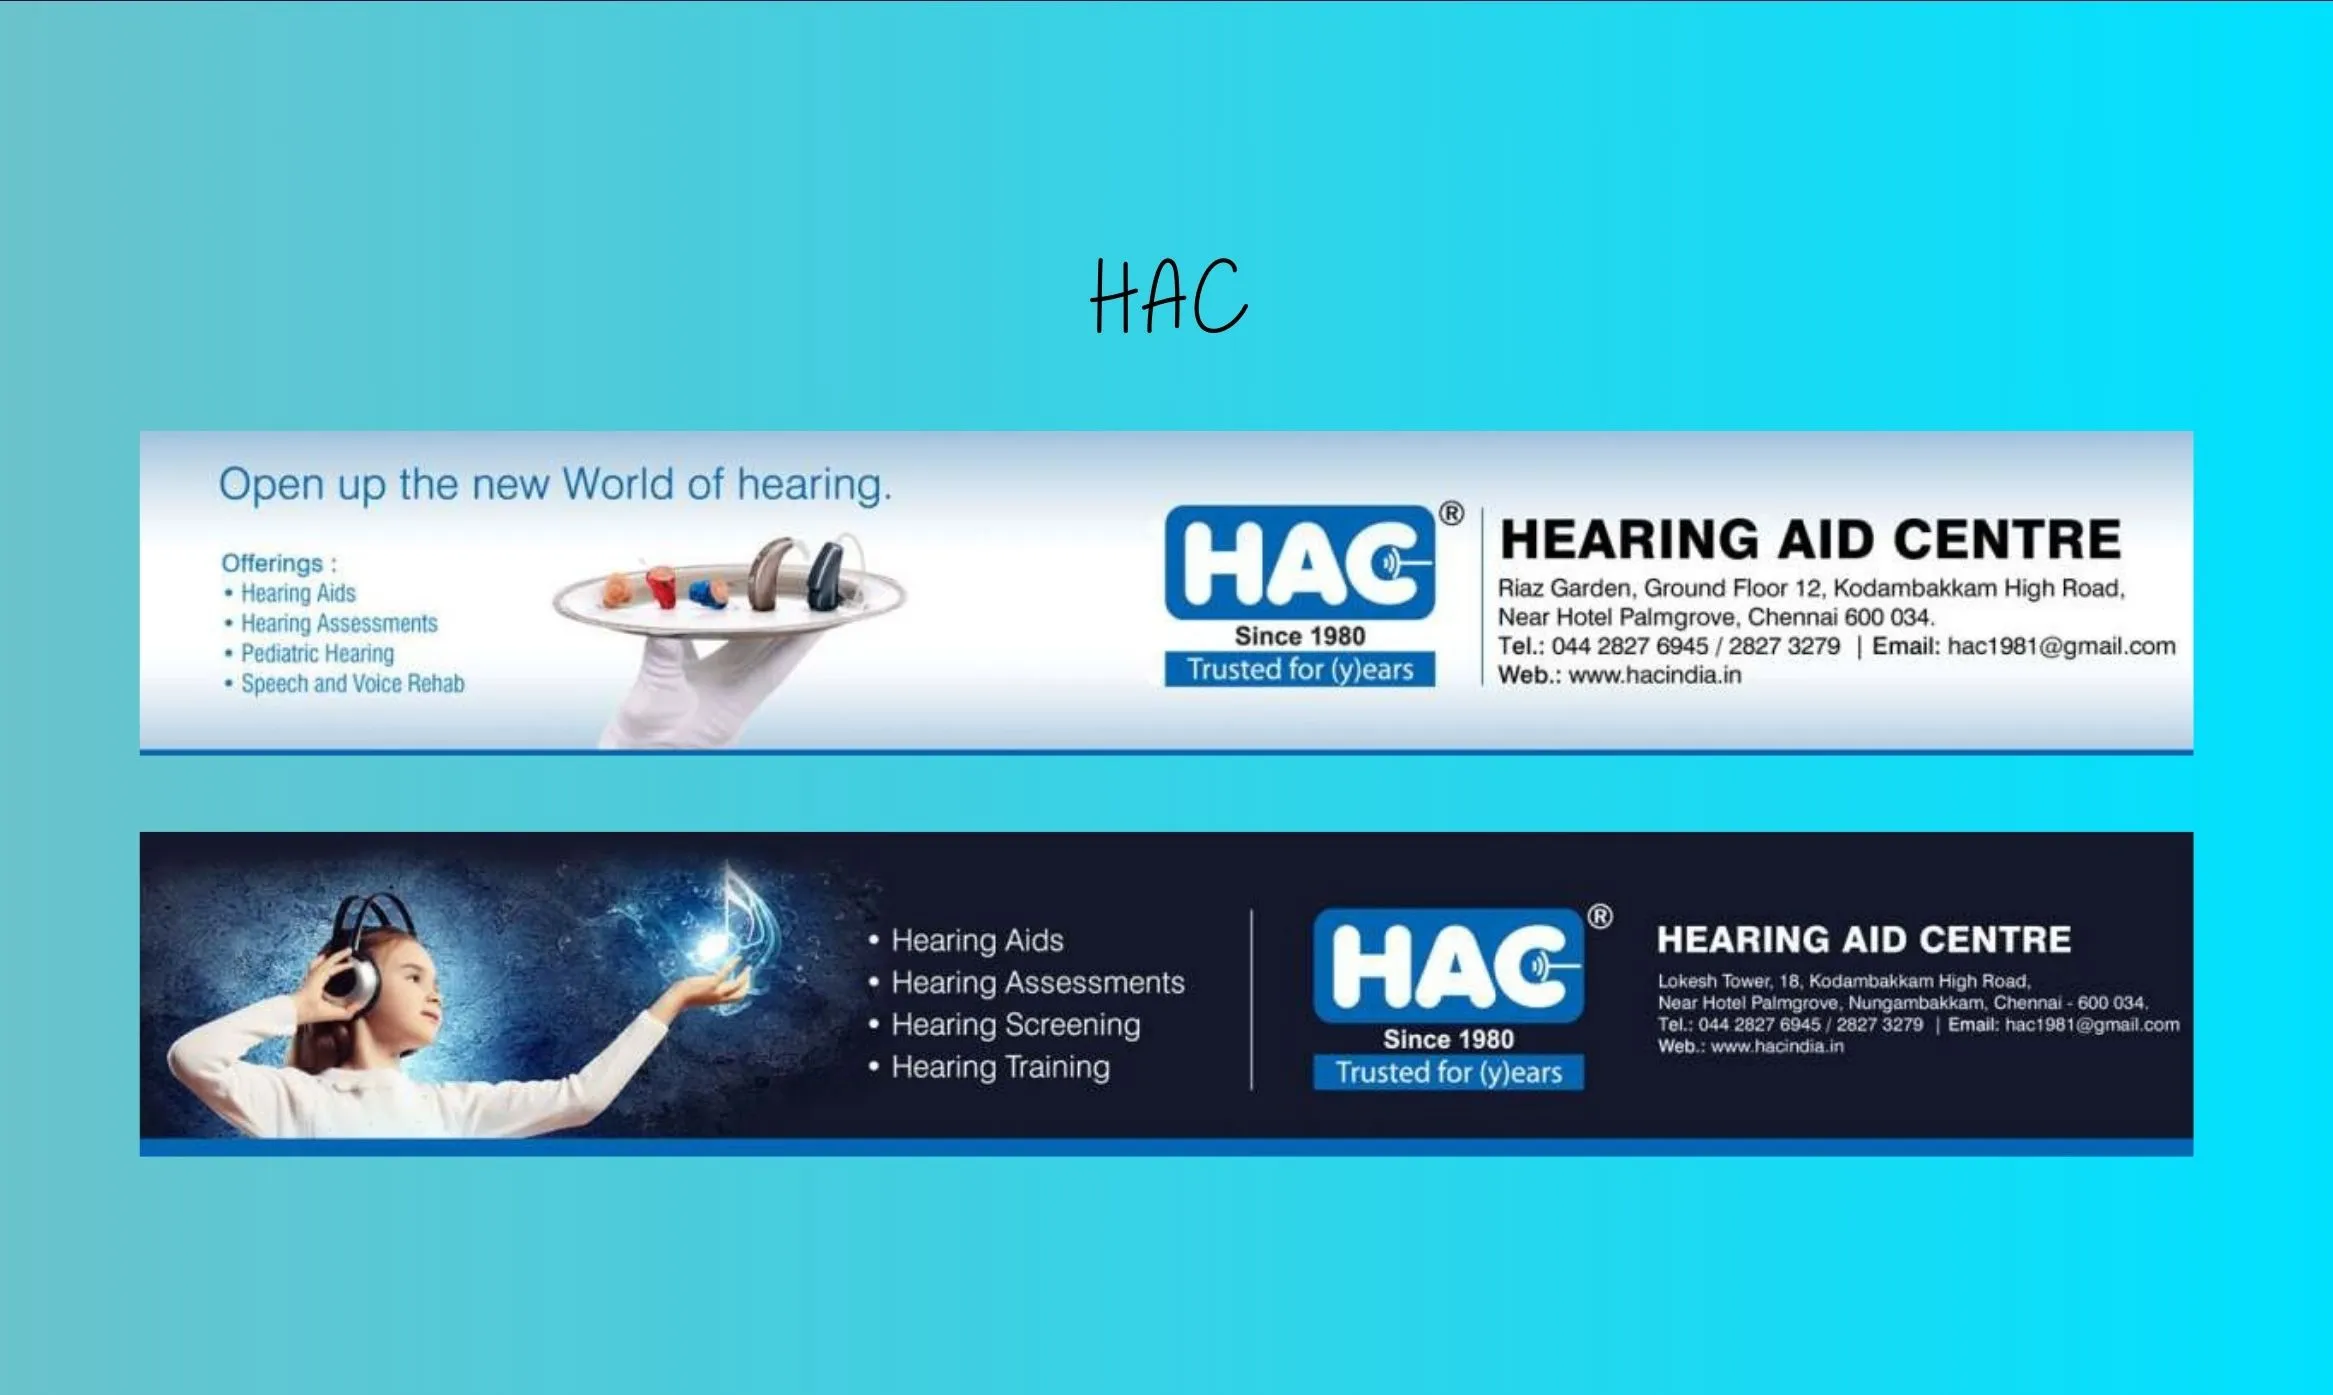 HAC
Open up the new World of hearing.
Offerings :
• Hearing Aids
• Hearing Assessments
• Pediatric Hearing
• Speech and Voice Rehab
HAC®
Since 1980
Trusted for (y)ears
HEARING AID CENTRE
Riaz Garden, Ground Floor 12, Kodambakkam High Road,
Near Hotel Palmgrove, Chennai 600 034.
Tel.: 044 2827 6945 / 2827 3279 | Email: hac1981@gmail.com
Web.: www.hacindia.in
• Hearing Aids
• Hearing Assessments
• Hearing Screening
• Hearing Training
HAC®
Since 1980
Trusted for (y)ears
HEARING AID CENTRE
Lokesh Tower, 18, Kodambakkam High Road,
Near Hotel Palmgrove, Nungambakkam, Chennai - 600 034.
Tel.: 044 2827 6945 / 2827 3279 | Email: hac1981@gmail.com
Web.: www.hacindia.in